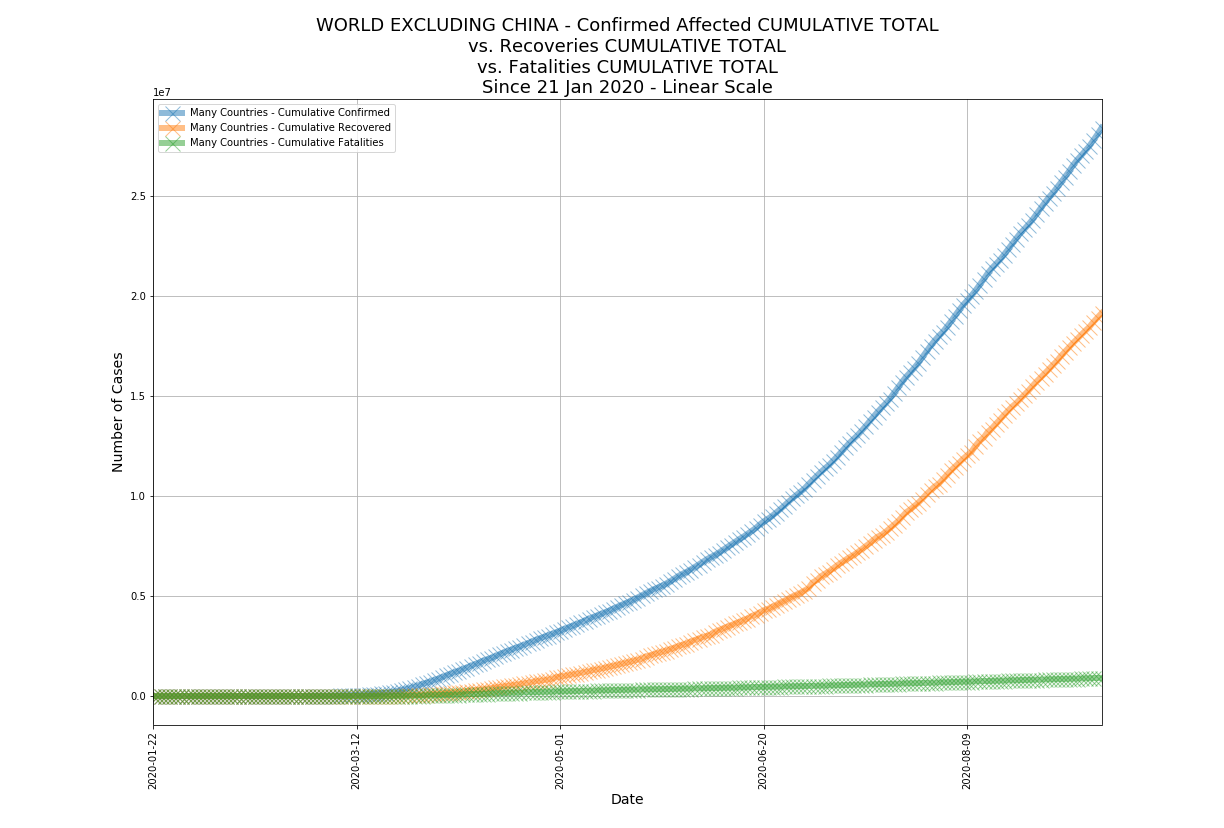 WORLD EXCLUDING CHINA - Confirmed Affected CUMULATIVE TOTAL
vs. Recoveries CUMULATIVE TOTAL
vs. Fatalities CUMULATIVE TOTAL
Since 21 Jan 2020 - Linear Scale
1e7
Many Countries - Cumulative Confirmed
Many Countries - Cumulative Recovered
Many Countries - Cumulative Fatalities
2.5
2.0
1.5
1.0
0.5
0.0
Number of Cases
2020-01-22
2020-03-12
2020-05-01
2020-06-20
2020-08-09
Date